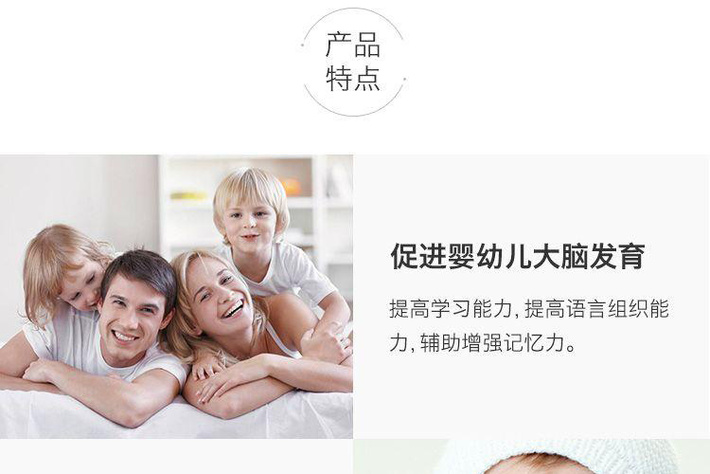 产品
特点
促进婴幼儿大脑发育
提高学习能力,提高语言组织能
力,辅助增强记忆力。